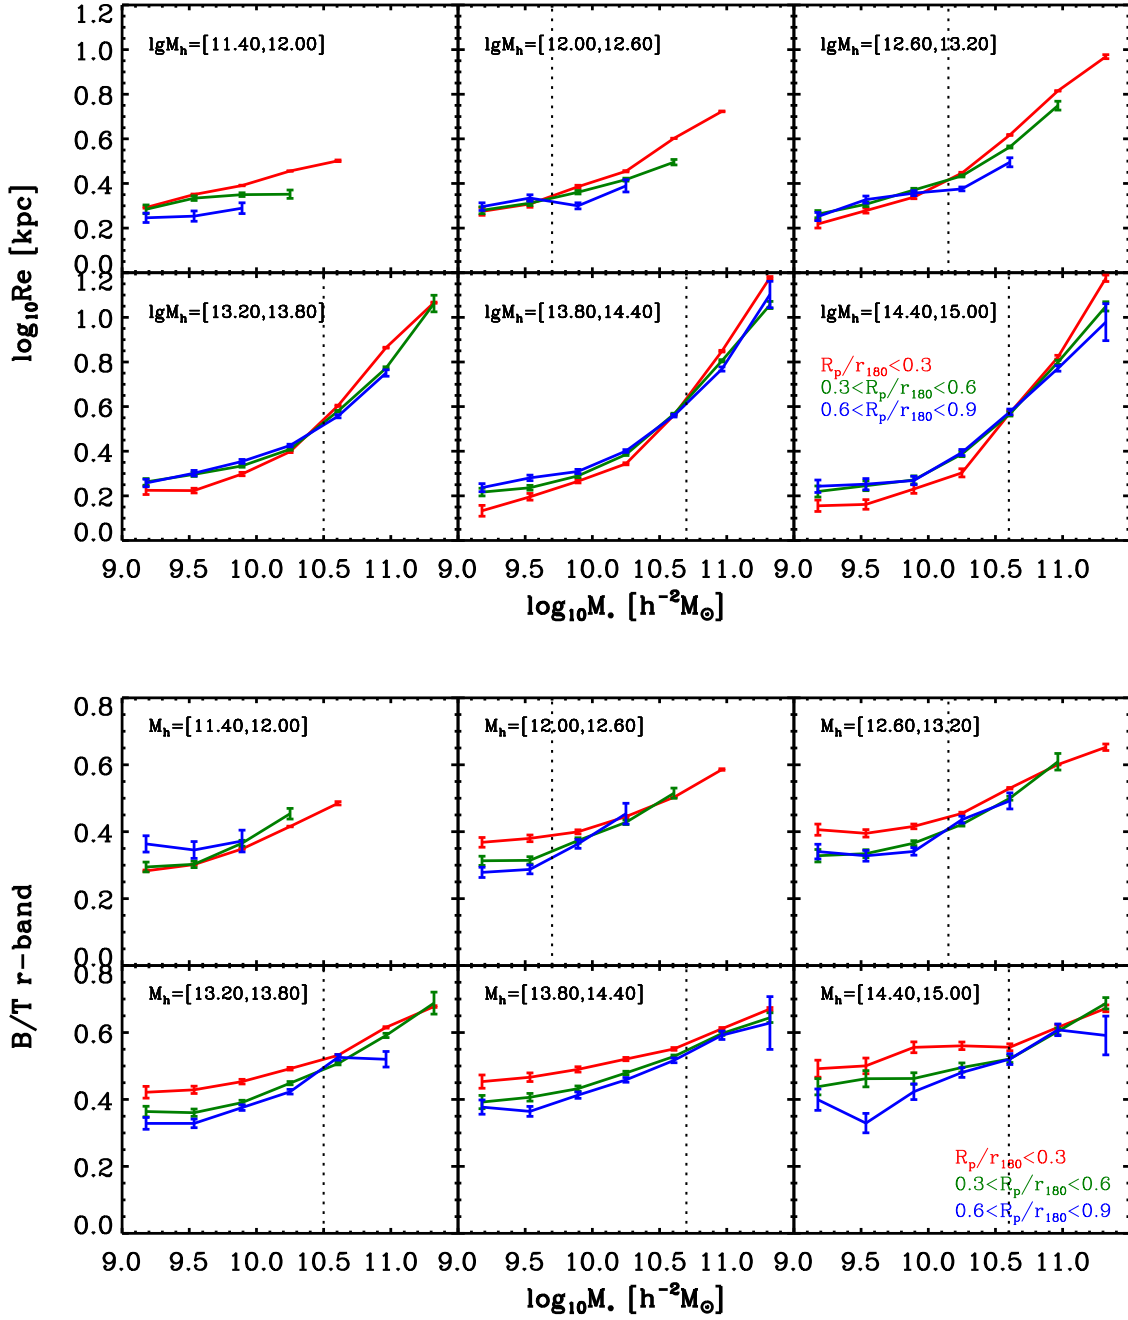 1.2
1.0
0.8
0.6
0.4
0.2
0.0
lgMₕ=[11.40,12.00]
lgMₕ=[12.00,12.60]
lgMₕ=[12.60,13.20]
log₁₀Re [kpc]
1.2
1.0
0.8
0.6
0.4
0.2
0.0
lgMₕ=[13.20,13.80]
lgMₕ=[13.80,14.40]
lgMₕ=[14.40,15.00]
Rₚ/r₁₈₀<0.3
0.3<Rₚ/r₁₈₀<0.6
0.6<Rₚ/r₁₈₀<0.9
9.0 9.5 10.0 10.5 11.0 9.0 9.5 10.0 10.5 11.0 9.0 9.5 10.0 10.5 11.0
log₁₀M* [h⁻²M☉]
0.8
0.6
0.4
0.2
0.0
Mₕ=[11.40,12.00]
Mₕ=[12.00,12.60]
Mₕ=[12.60,13.20]
B/T r-band
0.8
0.6
0.4
0.2
0.0
Mₕ=[13.20,13.80]
Mₕ=[13.80,14.40]
Mₕ=[14.40,15.00]
Rₚ/r₁₈₀<0.3
0.3<Rₚ/r₁₈₀<0.6
0.6<Rₚ/r₁₈₀<0.9
9.0 9.5 10.0 10.5 11.0 9.0 9.5 10.0 10.5 11.0 9.0 9.5 10.0 10.5 11.0
log₁₀M* [h⁻²M☉]